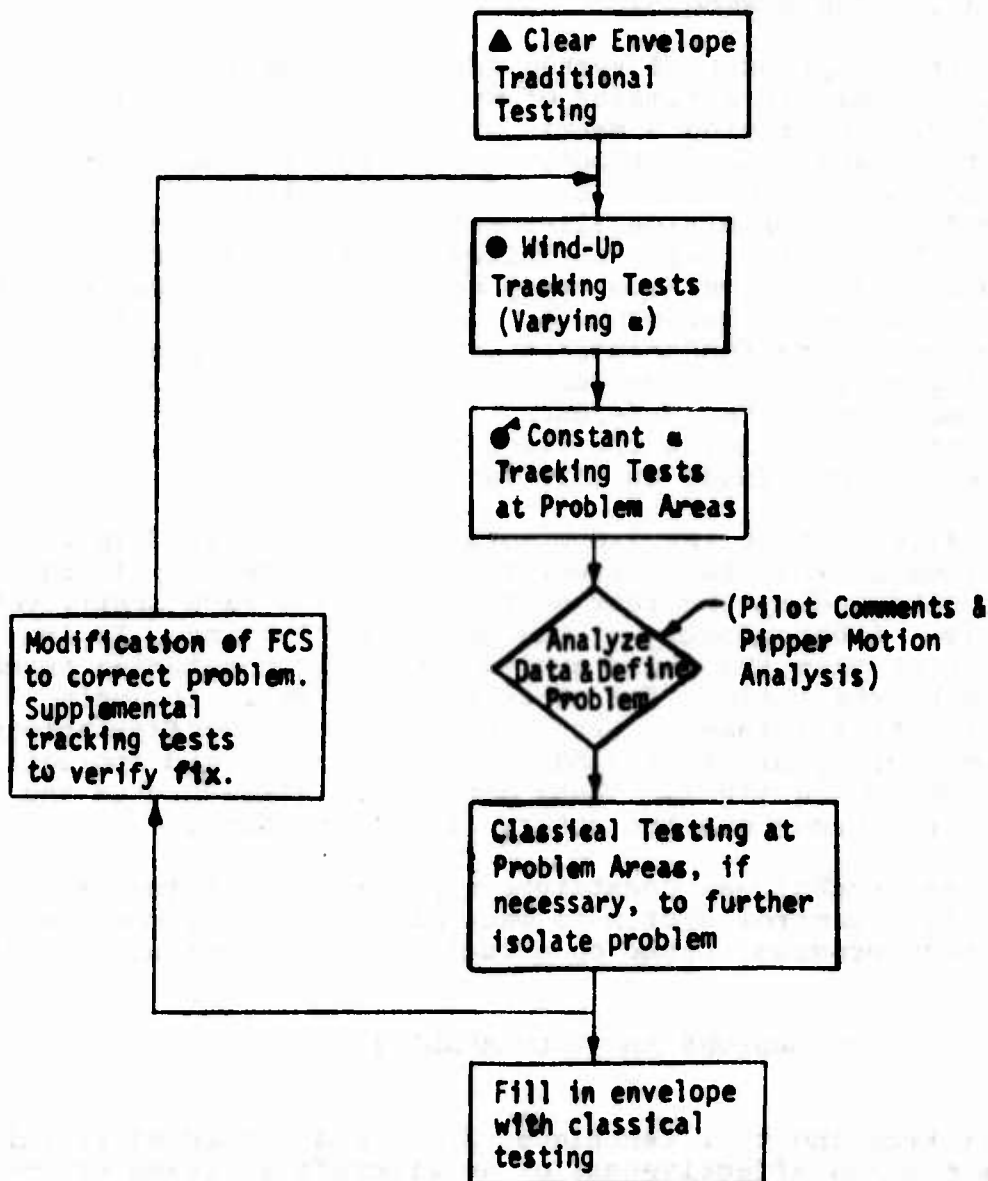 ▲ Clear Envelope
Traditional
Testing
● Wind-Up
Tracking Tests
(Varying α)
Constant α
Tracking Tests
at Problem Areas
Analyze
Data & Define
Problem
(Pilot Comments &
Pipper Motion
Analysis)
Modification of FCS
to correct problem.
Supplemental
tracking tests
to verify fix.
Classical Testing at
Problem Areas, if
necessary, to further
isolate problem
Fill in envelope
with classical
testing